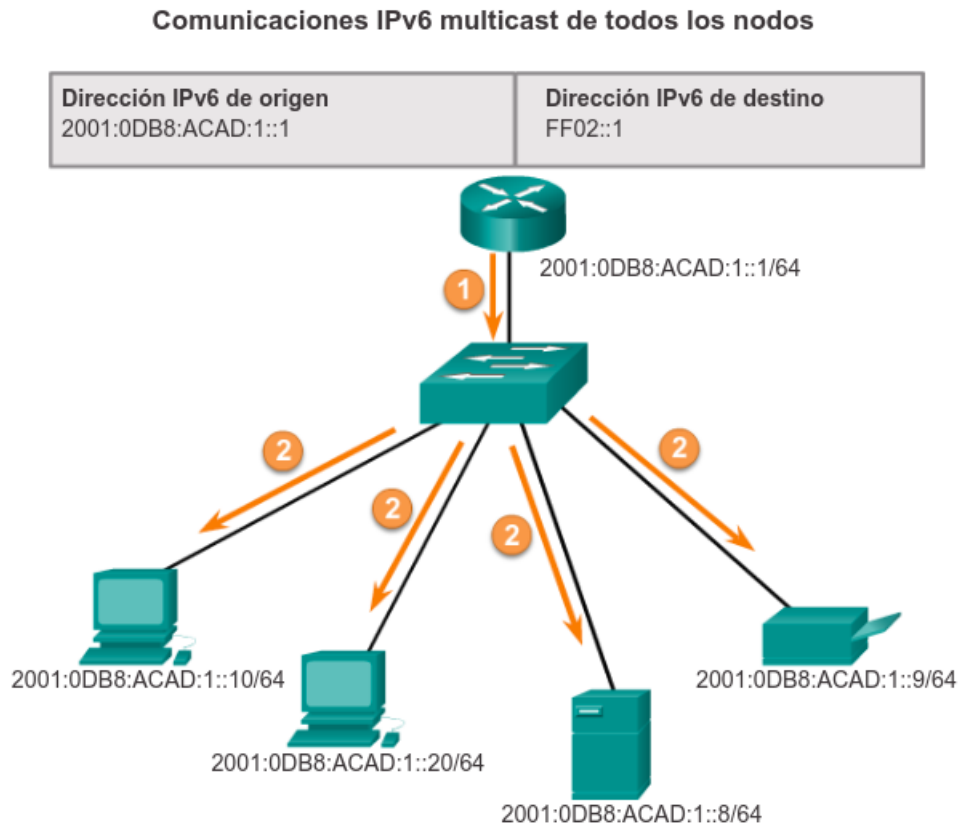 Comunicaciones IPv6 multicast de todos los nodos
Dirección IPv6 de origen
2001:0DB8:ACAD:1::1
Dirección IPv6 de destino
FF02::1
2001:0DB8:ACAD:1::1/64
1
2
2
2
2
2001:0DB8:ACAD:1::10/64
2001:0DB8:ACAD:1::20/64
2001:0DB8:ACAD:1::8/64
2001:0DB8:ACAD:1::9/64